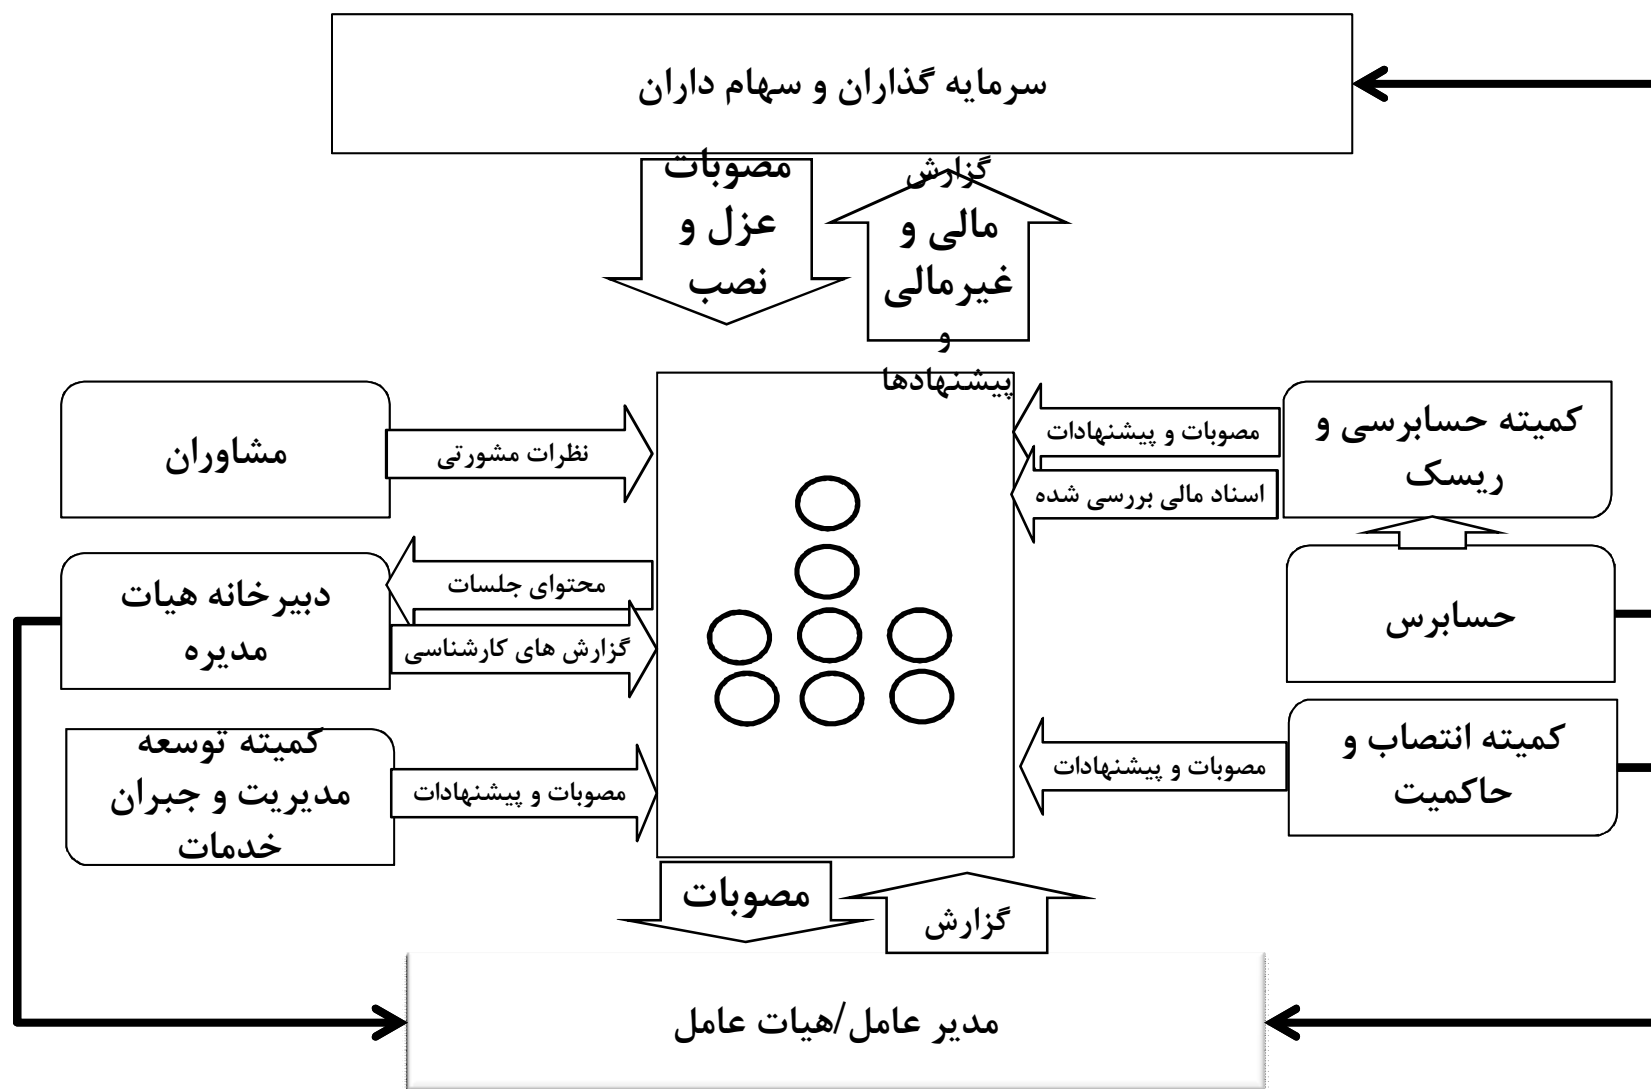 سرمایه گذاران و سهام داران
مصوبات
عزل و
نصب
گزارش
مالی و
غیرمالی
و
پیشنهادها
کمیته حسابرسی و
ریسک
مصوبات و پیشنهادات
اسناد مالی بررسی شده
مشاوران
نظرات مشورتی
حسابرس
دبیرخانه هیات
مدیره
محتوای جلسات
گزارش های کارشناسی
کمیته انتصاب و
حاکمیت
مصوبات و پیشنهادات
کمیته توسعه
مدیریت و جبران
خدمات
مصوبات و پیشنهادات
مصوبات
گزارش
مدیر عامل/هیات عامل